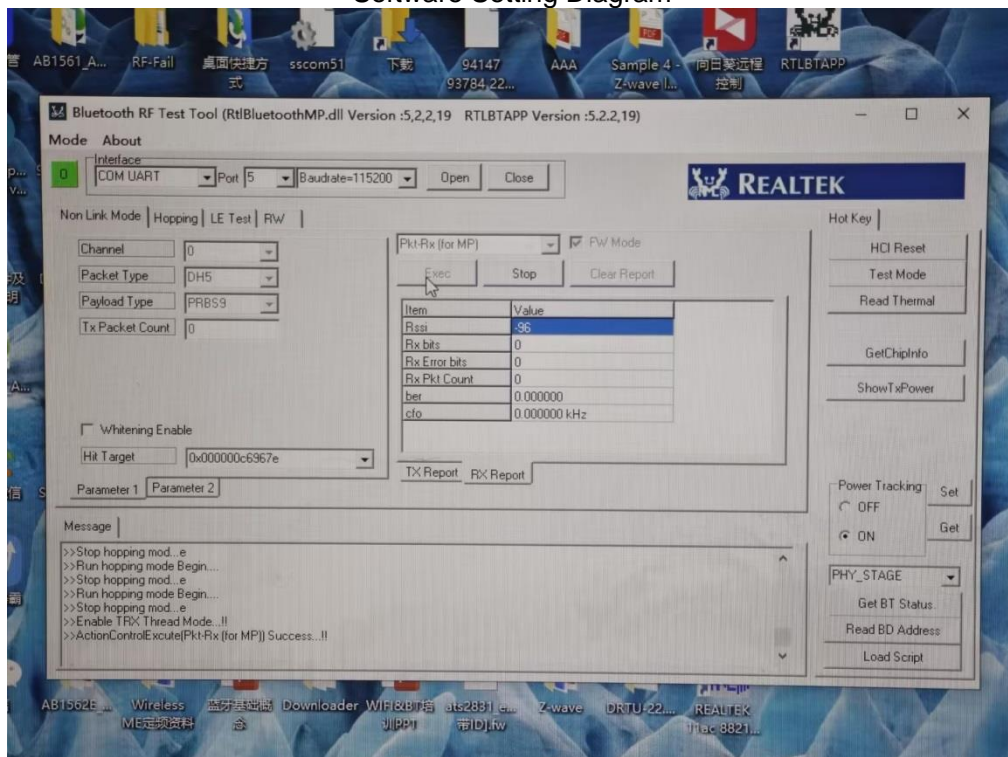 Software Setting Diagram
AB1561_A...
RF-Fail
桌面快捷方式
sscom51
下载
94147
93784,22...
AAA
Sample 4 -
Z-wave l...
向日葵远程
控制
RTLBTAPP
Bluetooth RF Test Tool (RtlBluetoothMP.dll Version :5,2,2,19 RTLBTAPP Version :5.2.2,19)
Mode About
Interface
0 COM UART Port 5 Baudrate=115200 Open Close
REALTEK
Non Link Mode Hopping LE Test RW
Hot Key
Channel 0
Packet Type DH5
Payload Type PRBS9
Tx Packet Count 0
Whitening Enable
Hit Target 0x000000c6967e
Parameter 1 Parameter 2
Pkt-Rx (for MP) FW Mode
Exec Stop Clear Report
Item Value
Rssi -96
Rx bits 0
Rx Error bits 0
Rx Pkt Count 0
ber 0.000000
cfo 0.000000 kHz
TX Report RX Report
HCI Reset
Test Mode
Read Thermal
GetChipInfo
ShowTxPower
Power Tracking
OFF
ON
Set
Get
PHY_STAGE
Get BT Status
Read BD Address
Load Script
Message
>>Stop hopping mod...e
>>Run hopping mode Begin....
>>Stop hopping mod...e
>>Run hopping mode Begin....
>>Stop hopping mod...e
>>Enable TRX Thread Mode...!!
>>ActionControlExcute(Pkt-Rx (for MP)) Success...!!
AB1562E_...
Wireless
ME定频资料
蓝牙基础概
念
Downloader
WIFI&BT培
训PPT
ats2831
带IDJ.fw
Z-wave
DRTU-22....
REALTEK
11ac 8821...